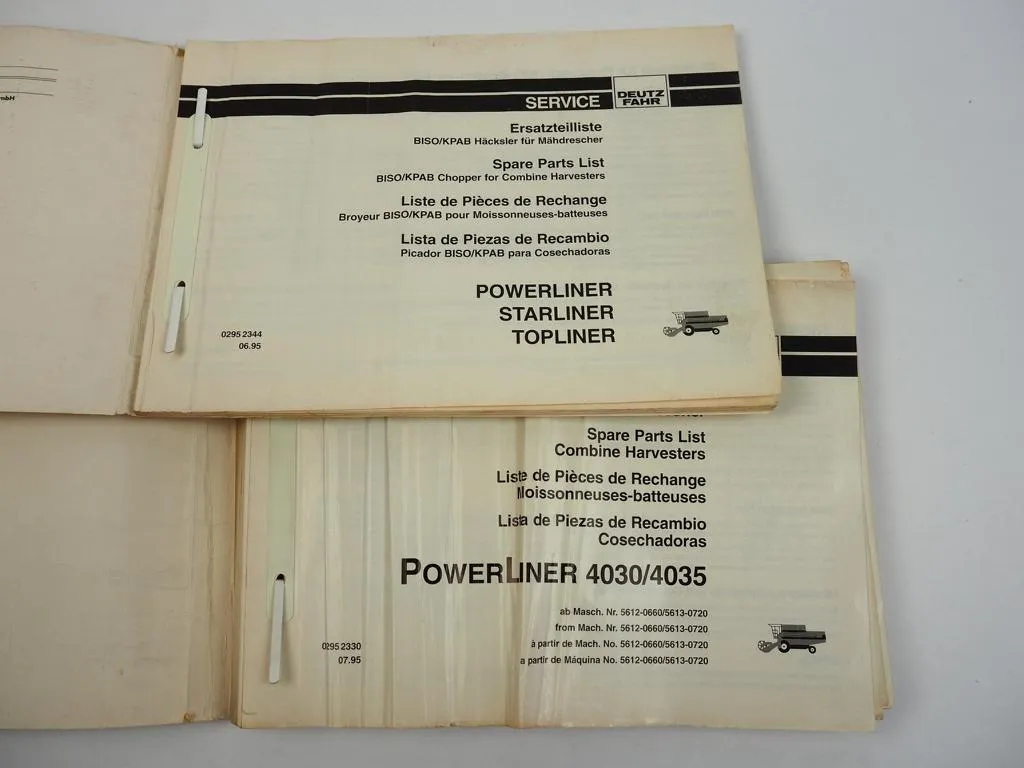 mbH
SERVICE
DEUTZ
FAHR
Ersatzteilliste
BISO/KPAB Häcksler für Mähdrescher
Spare Parts List
BISO/KPAB Chopper for Combine Harvesters
Liste de Pièces de Rechange
Broyeur BISO/KPAB pour Moissonneuses-batteuses
Lista de Piezas de Recambio
Picador BISO/KPAB para Cosechadoras
POWERLINER
STARLINER
TOPLINER
0295 2344
06.95
Spare Parts List
Combine Harvesters
Liste de Pièces de Rechange
Moissonneuses-batteuses
Lista de Piezas de Recambio
Cosechadoras
POWERLINER 4030/4035
ab Masch. Nr. 5612-0660/5613-0720
from Mach. Nr. 5612-0660/5613-0720
à partir de Mach. No. 5612-0660/5613-0720
a partir de Máquina No. 5612-0660/5613-0720
0295 2330
07.95